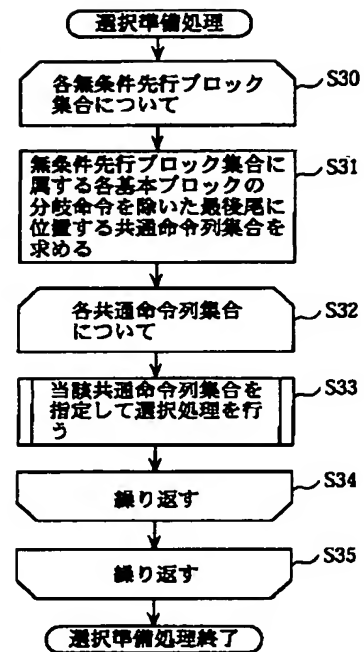 選択準備処理
各無条件先行ブロック
集合について
S30
無条件先行ブロック集合に
属する各基本ブロックの
分岐命令を除いた最後尾に
位置する共通命令列集合を
求める
S31
各共通命令列集合
について
S32
当該共通命令列集合を
指定して選択処理を行
う
S33
繰り返す
S34
繰り返す
S35
選択準備処理終了